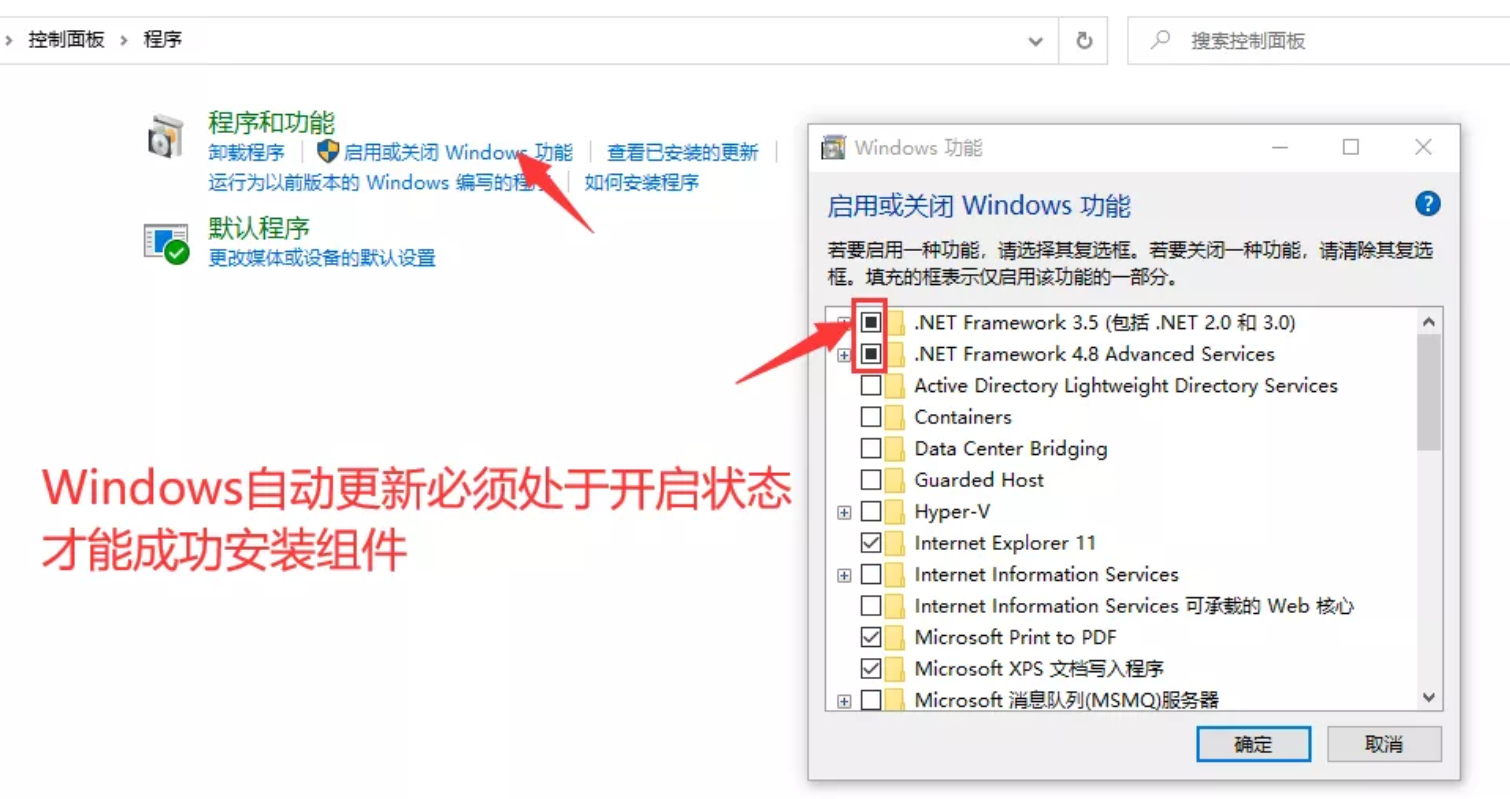 控制面板 › 程序
搜索控制面板
程序和功能
卸载程序
启用或关闭 Windows 功能
查看已安装的更新
运行为以前版本的 Windows 编写的程
如何安装程序
默认程序
更改媒体或设备的默认设置
Windows自动更新必须处于开启状态
才能成功安装组件
Windows 功能
启用或关闭 Windows 功能
若要启用一种功能，请选择其复选框。若要关闭一种功能，请清除其复选
框。填充的框表示仅启用该功能的一部分。
.NET Framework 3.5 (包括 .NET 2.0 和 3.0)
.NET Framework 4.8 Advanced Services
Active Directory Lightweight Directory Services
Containers
Data Center Bridging
Guarded Host
Hyper-V
Internet Explorer 11
Internet Information Services
Internet Information Services 可承载的 Web 核心
Microsoft Print to PDF
Microsoft XPS 文档写入程序
Microsoft 消息队列(MSMQ)服务器
确定
取消